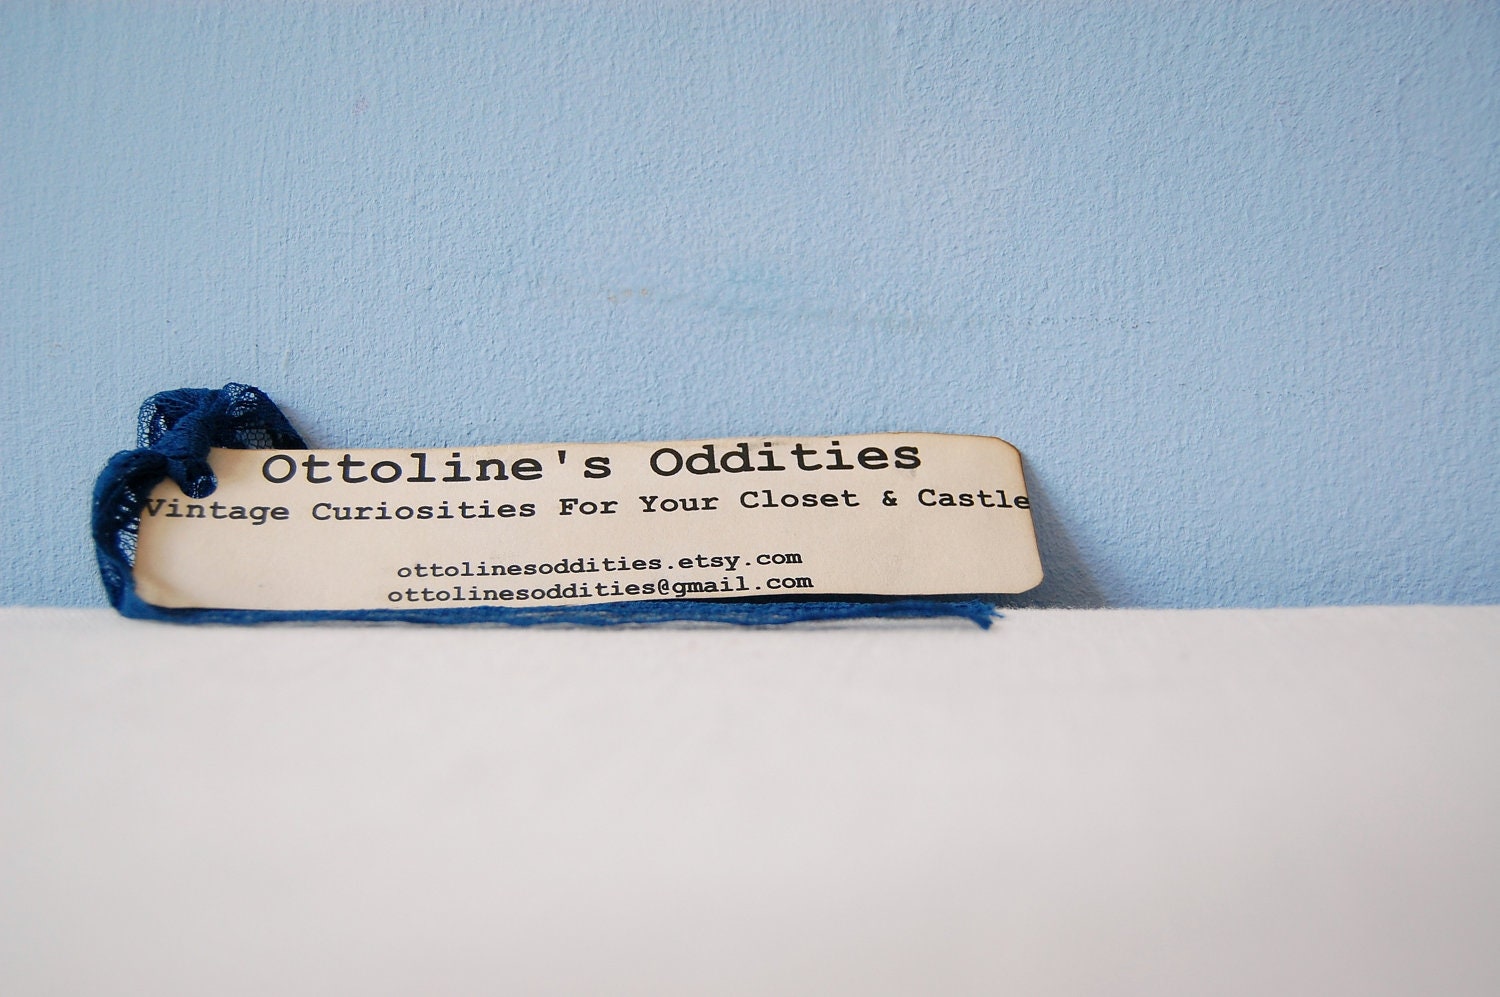 Ottoline's Oddities
Vintage Curiosities For Your Closet & Castle
ottolinesoddities.etsy.com
ottolinesoddities@gmail.com